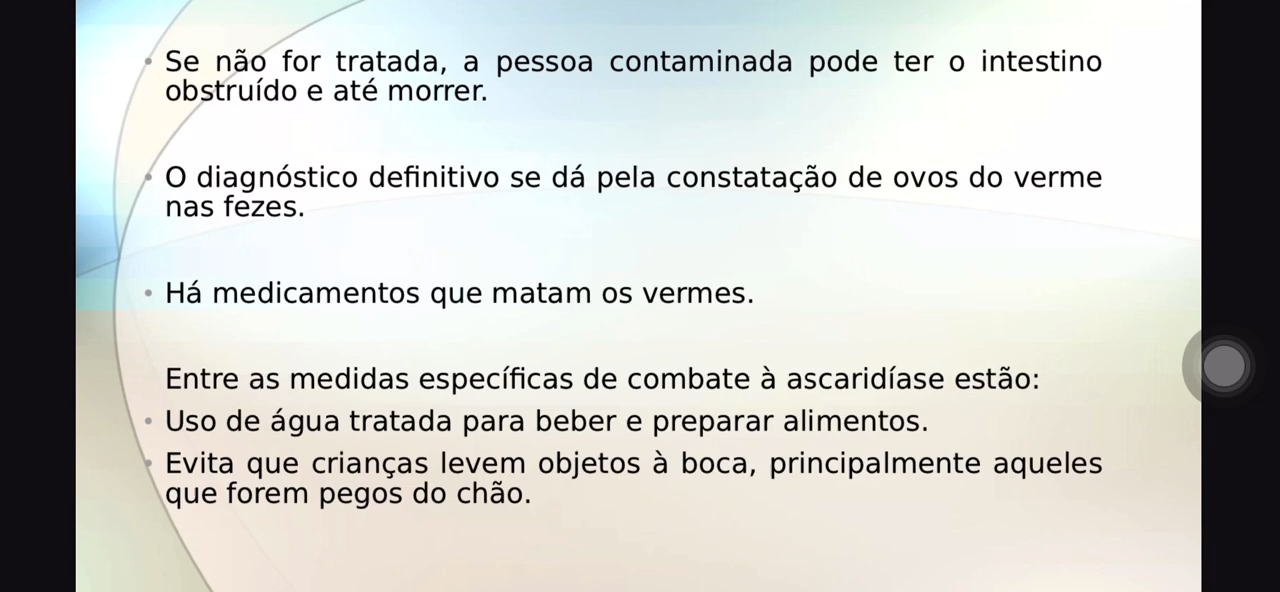 • Se não for tratada, a pessoa contaminada pode ter o intestino
obstruído e até morrer.
• O diagnóstico definitivo se dá pela constatação de ovos do verme
nas fezes.
• Há medicamentos que matam os vermes.
Entre as medidas específicas de combate à ascaridíase estão:
• Uso de água tratada para beber e preparar alimentos.
• Evita que crianças levem objetos à boca, principalmente aqueles
que forem pegos do chão.